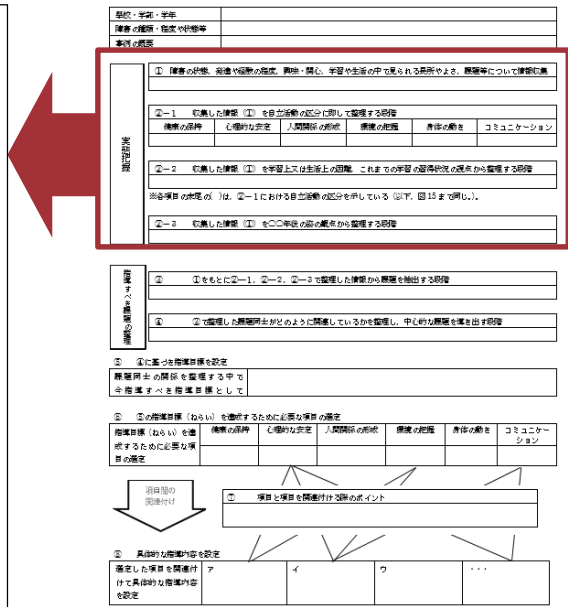 学校・学部・学年
障害の種類・程度や状態等
事例の概要
実態把握
① 障害の状態、発達や経験の程度、興味・関心、学習や生活の中で見られる長所やよさ、課題等について情報収集
②－1 収集した情報（①）を自立活動の区分に即して整理する段階
健康の保持 心理的な安定 人間関係の形成 環境の把握 身体の動き コミュニケーション
②－2 収集した情報（①）を学習上又は生活上の困難、これまでの学習の習得状況の視点から整理する段階
※各項目の末尾の( )は、②－1における自立活動の区分を示している（以下、図15まで同じ。）。
②－3 収集した情報（①）を〇〇年後の姿の観点から整理する段階
指導すべき課題の整理
③ ①をもとに②－1、②－2、②－3で整理した情報から課題を抽出する段階
④ ③で整理した課題同士がどのように関連しているかを整理し、中心的な課題を導き出す段階
⑤ ④に基づき指導目標を設定
課題同士の関係を整理する中で
今指導すべき指導目標として
⑥ ⑤の指導目標（ねらい）を達成するために必要な項目の選定
指導目標（ねらい）を達
成するために必要な項
目の選定
健康の保持 心理的な安定 人間関係の形成 環境の把握 身体の動き コミュニケー
ション
項目間の
関連付け
⑦ 項目と項目を関連付ける際のポイント
⑧ 具体的な指導内容を設定
選定した項目を関連付
けて具体的な指導内容
を設定
ア イ ウ ・・・